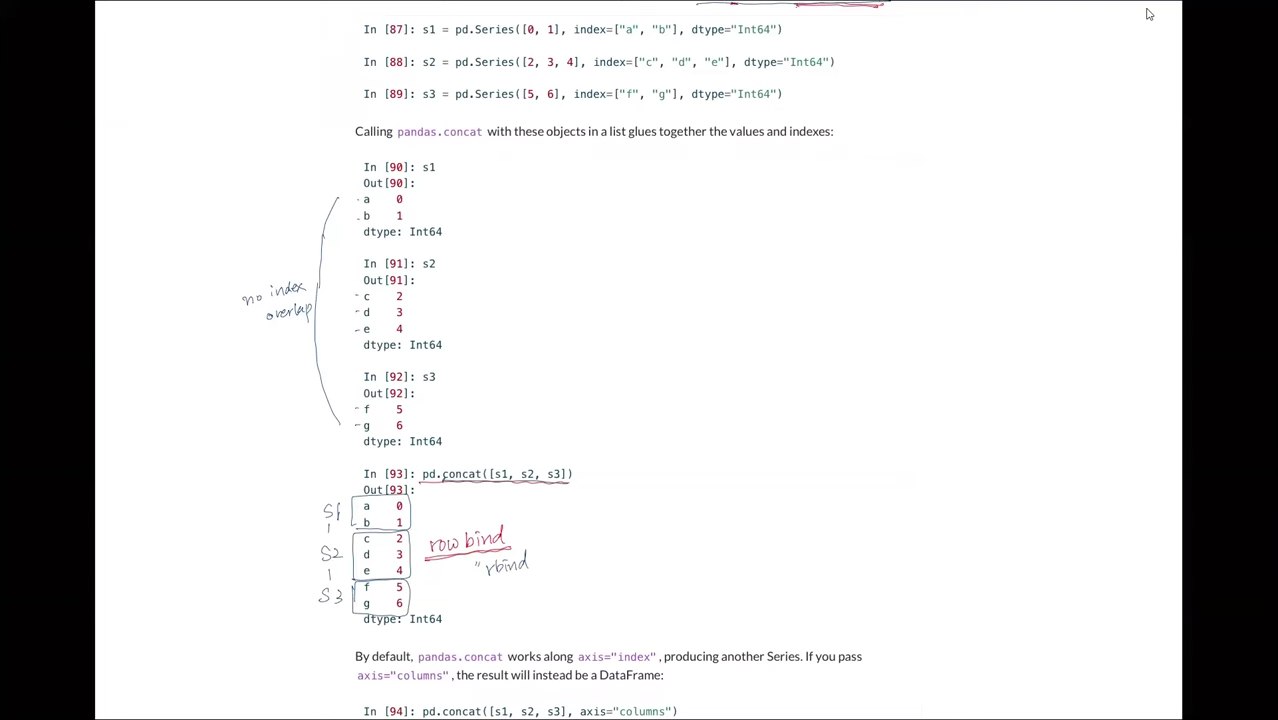 In [87]: s1 = pd.Series([0, 1], index=["a", "b"], dtype="Int64")
In [88]: s2 = pd.Series([2, 3, 4], index=["c", "d", "e"], dtype="Int64")
In [89]: s3 = pd.Series([5, 6], index=["f", "g"], dtype="Int64")
Calling pandas.concat with these objects in a list glues together the values and indexes:
In [90]: s1
Out[90]:
a 0
b 1
dtype: Int64
In [91]: s2
Out[91]:
c 2
no index
d 3
overlap
e 4
dtype: Int64
In [92]: s3
Out[92]:
f 5
g 6
dtype: Int64
In [93]: pd.concat([s1, s2, s3])
Out[93]:
S1
a 0
b 1
c 2
row bind
S2
d 3
"rbind
e 4
f 5
S3
g 6
dtype: Int64
By default, pandas.concat works along axis="index", producing another Series. If you pass
axis="columns", the result will instead be a DataFrame:
In [94]: pd.concat([s1, s2, s3], axis="columns")